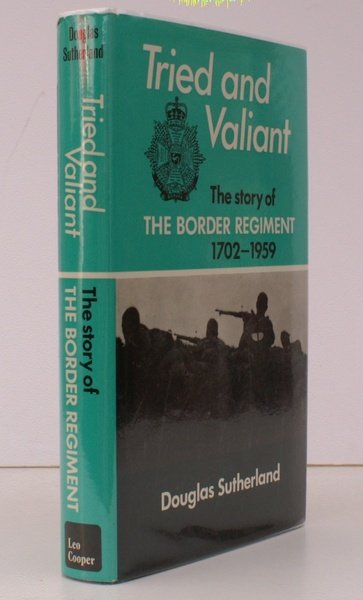 Douglas
Sutherland
Tried and
Valiant
The story of
THE BORDER REGIMENT
Leo
Cooper
Tried and
Valiant
The story of
THE BORDER REGIMENT
1702–1959
Douglas Sutherland